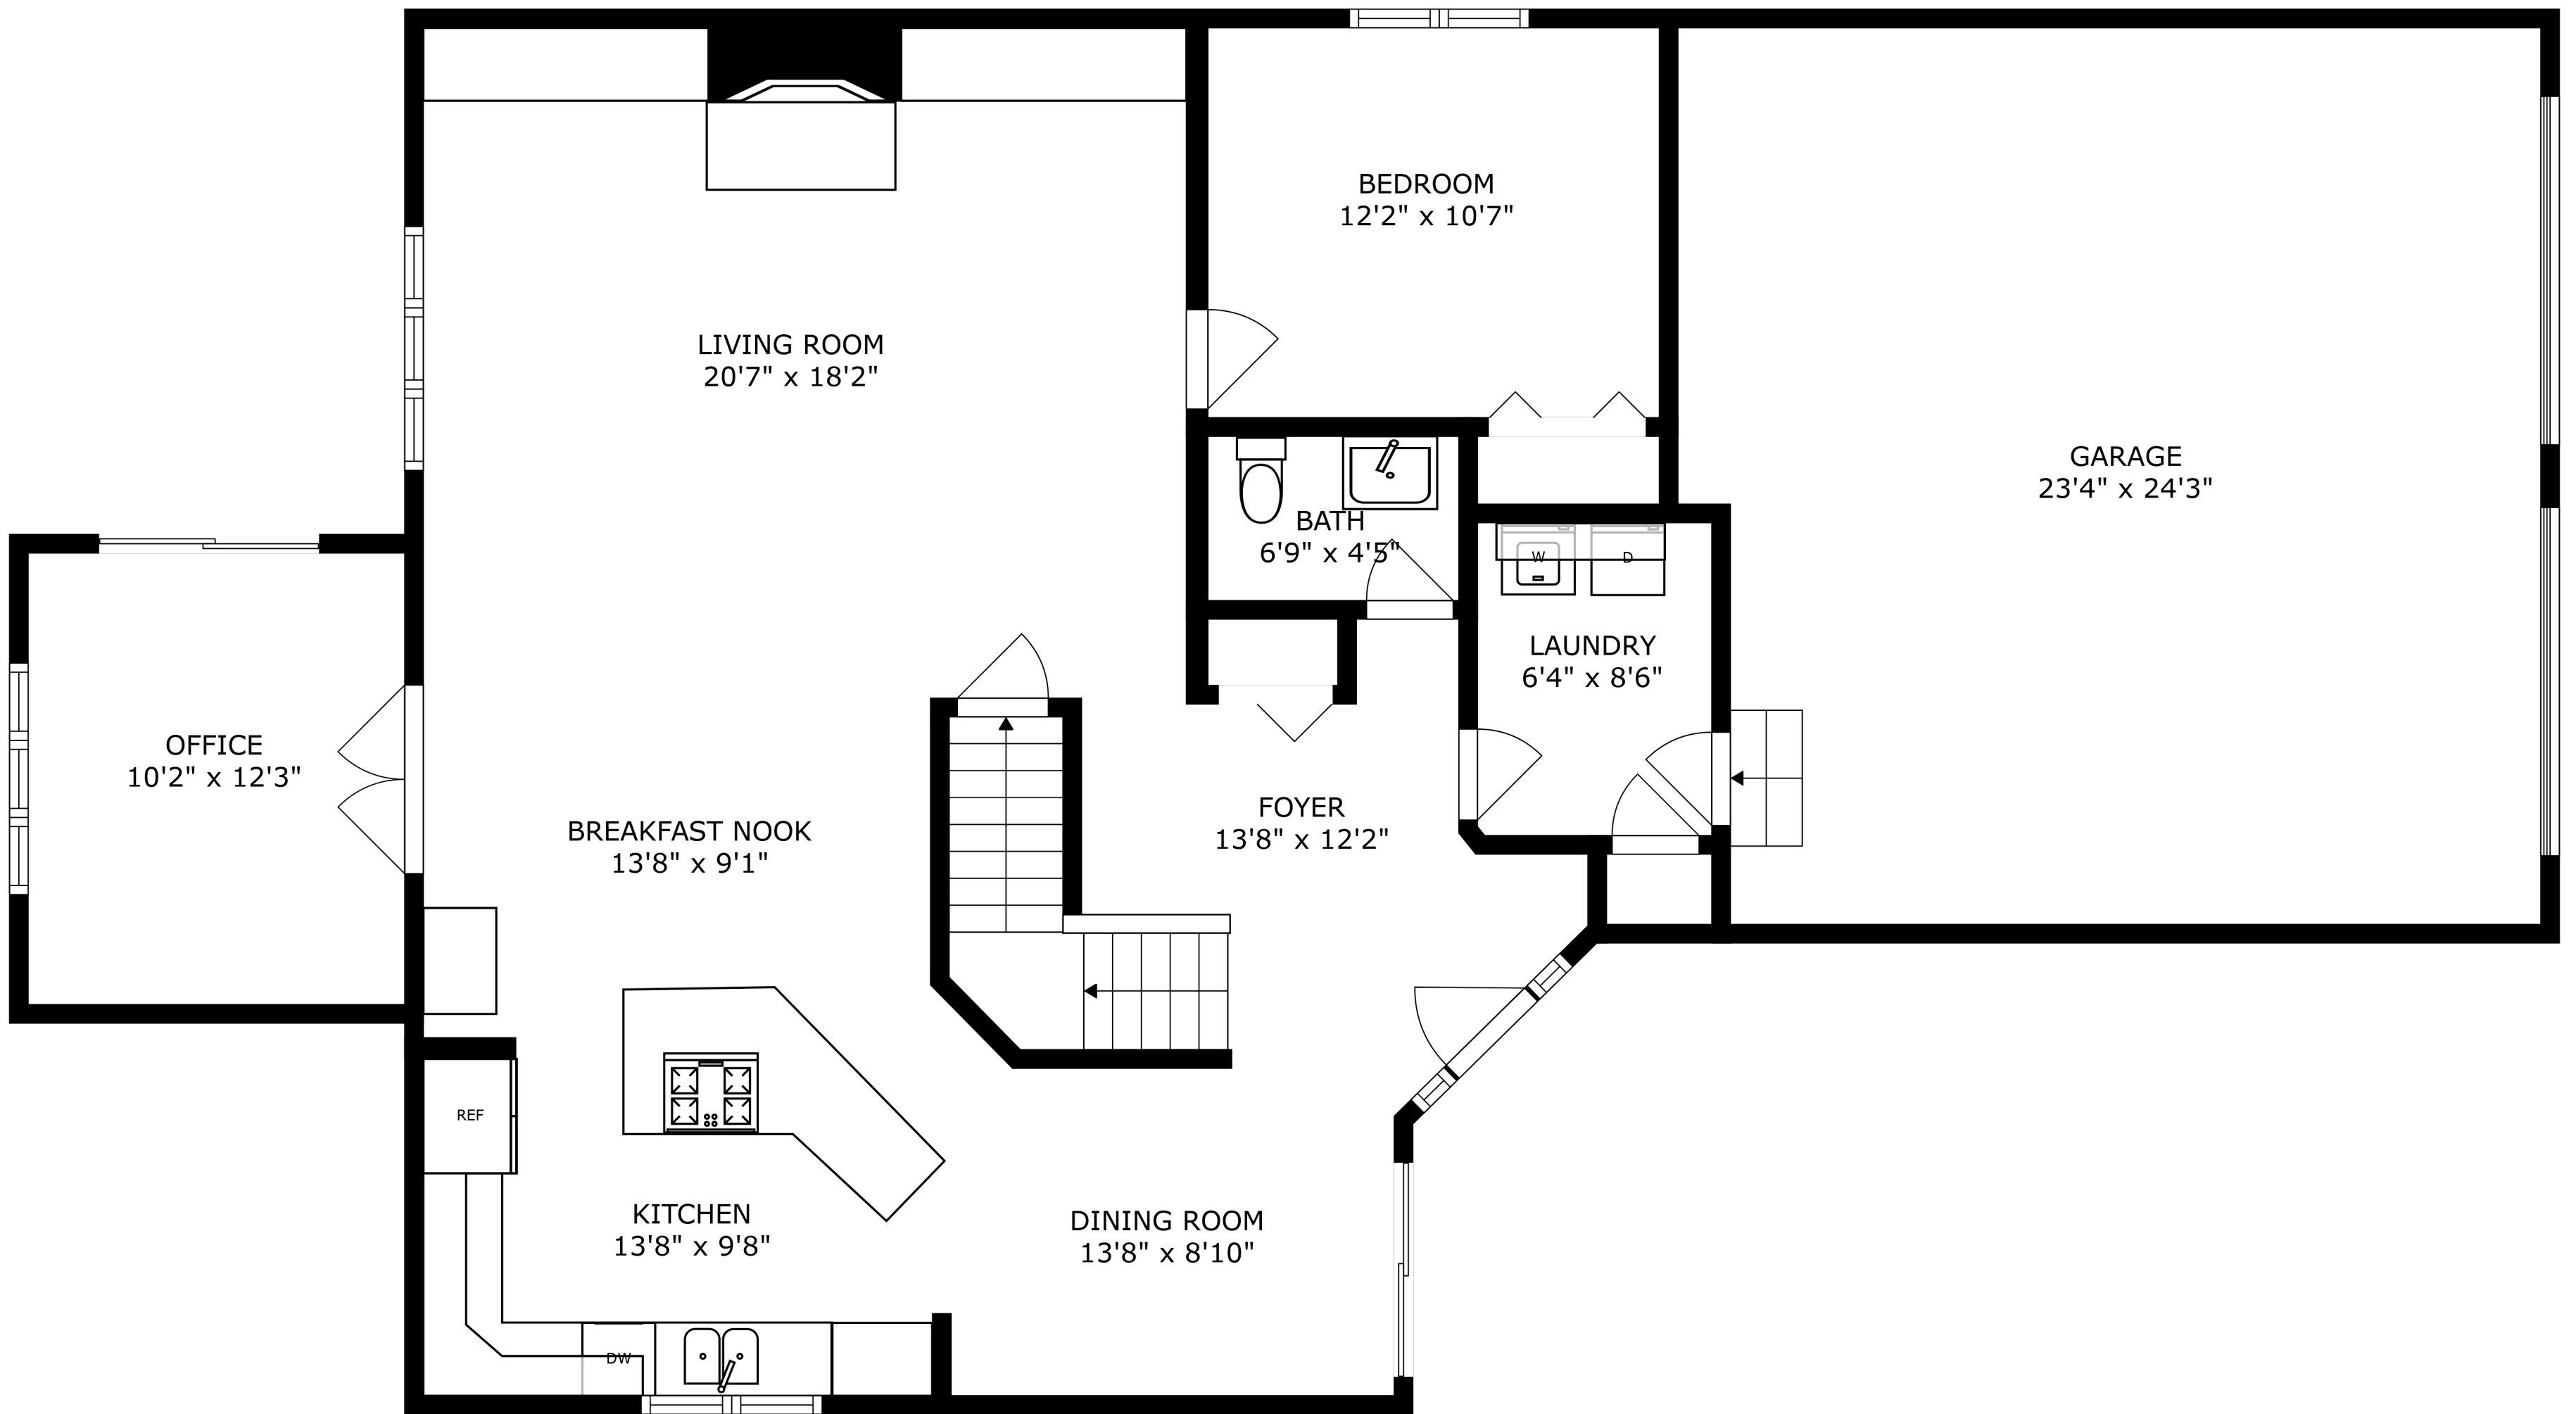 BEDROOM
12'2" x 10'7"
LIVING ROOM
20'7" x 18'2"
GARAGE
23'4" x 24'3"
BATH
6'9" x 4'5"
W
D
LAUNDRY
6'4" x 8'6"
OFFICE
10'2" x 12'3"
FOYER
13'8" x 12'2"
BREAKFAST NOOK
13'8" x 9'1"
REF
KITCHEN
13'8" x 9'8"
DINING ROOM
13'8" x 8'10"
DW